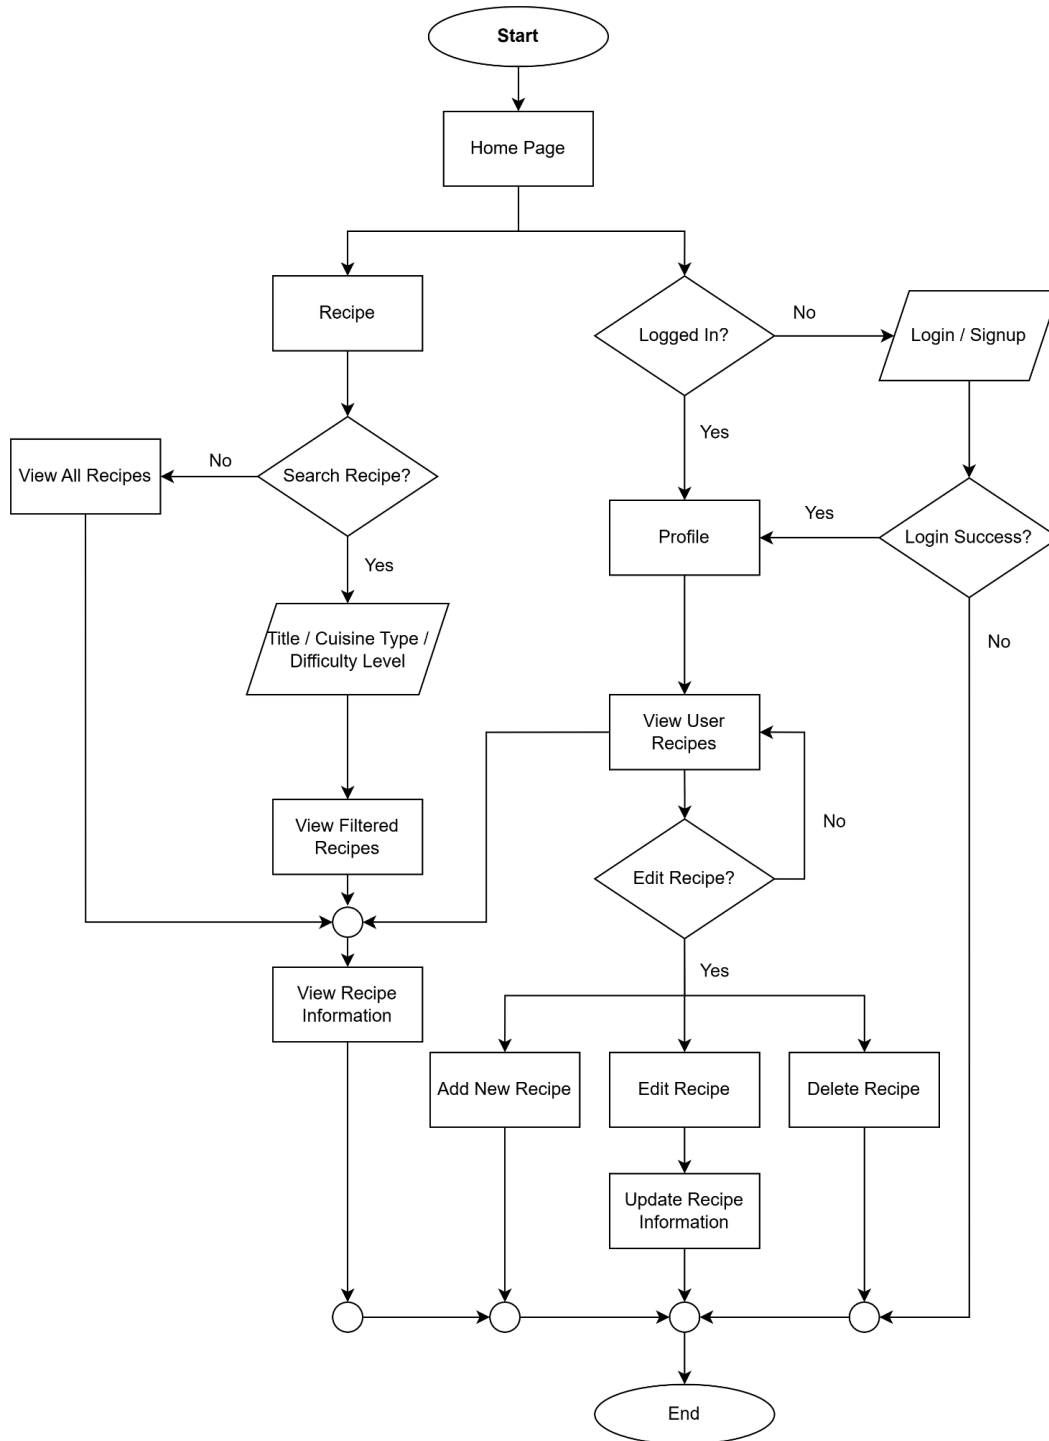 Start
Home Page
Recipe
Logged In?
No
Login / Signup
View All Recipes
No
Search Recipe?
Yes
Yes
Profile
Yes
Login Success?
Title / Cuisine Type /
Difficulty Level
No
View User
Recipes
View Filtered
Recipes
No
Edit Recipe?
Yes
View Recipe
Information
Add New Recipe
Edit Recipe
Delete Recipe
Update Recipe
Information
End